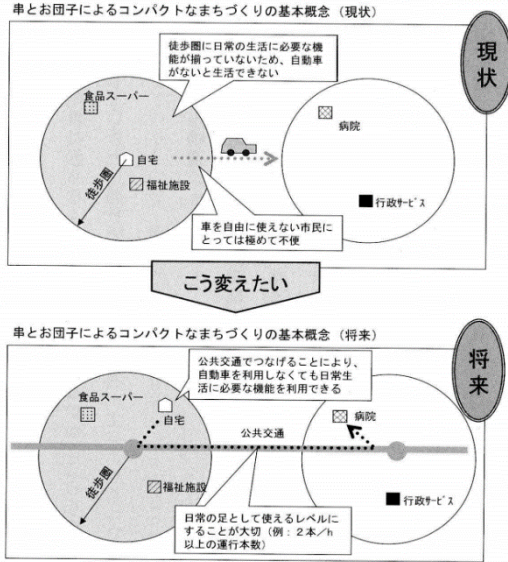 串とお団子によるコンパクトなまちづくりの基本概念（現状）
現状
徒歩圏に日常の生活に必要な機
能が揃っていないため、自動車
がないと生活できない
食品スーパー
自宅
徒歩圏
福祉施設
病院
行政ｻｰﾋﾞｽ
車を自由に使えない市民に
とっては極めて不便
こう変えたい
串とお団子によるコンパクトなまちづくりの基本概念（将来）
将来
公共交通でつなげることにより、
自動車を利用しなくても日常生
活に必要な機能を利用できる
食品スーパー
自宅
病院
公共交通
徒歩圏
福祉施設
行政ｻｰﾋﾞｽ
日常の足として使えるレベルに
することが大切（例：２本／ｈ
以上の運行本数）